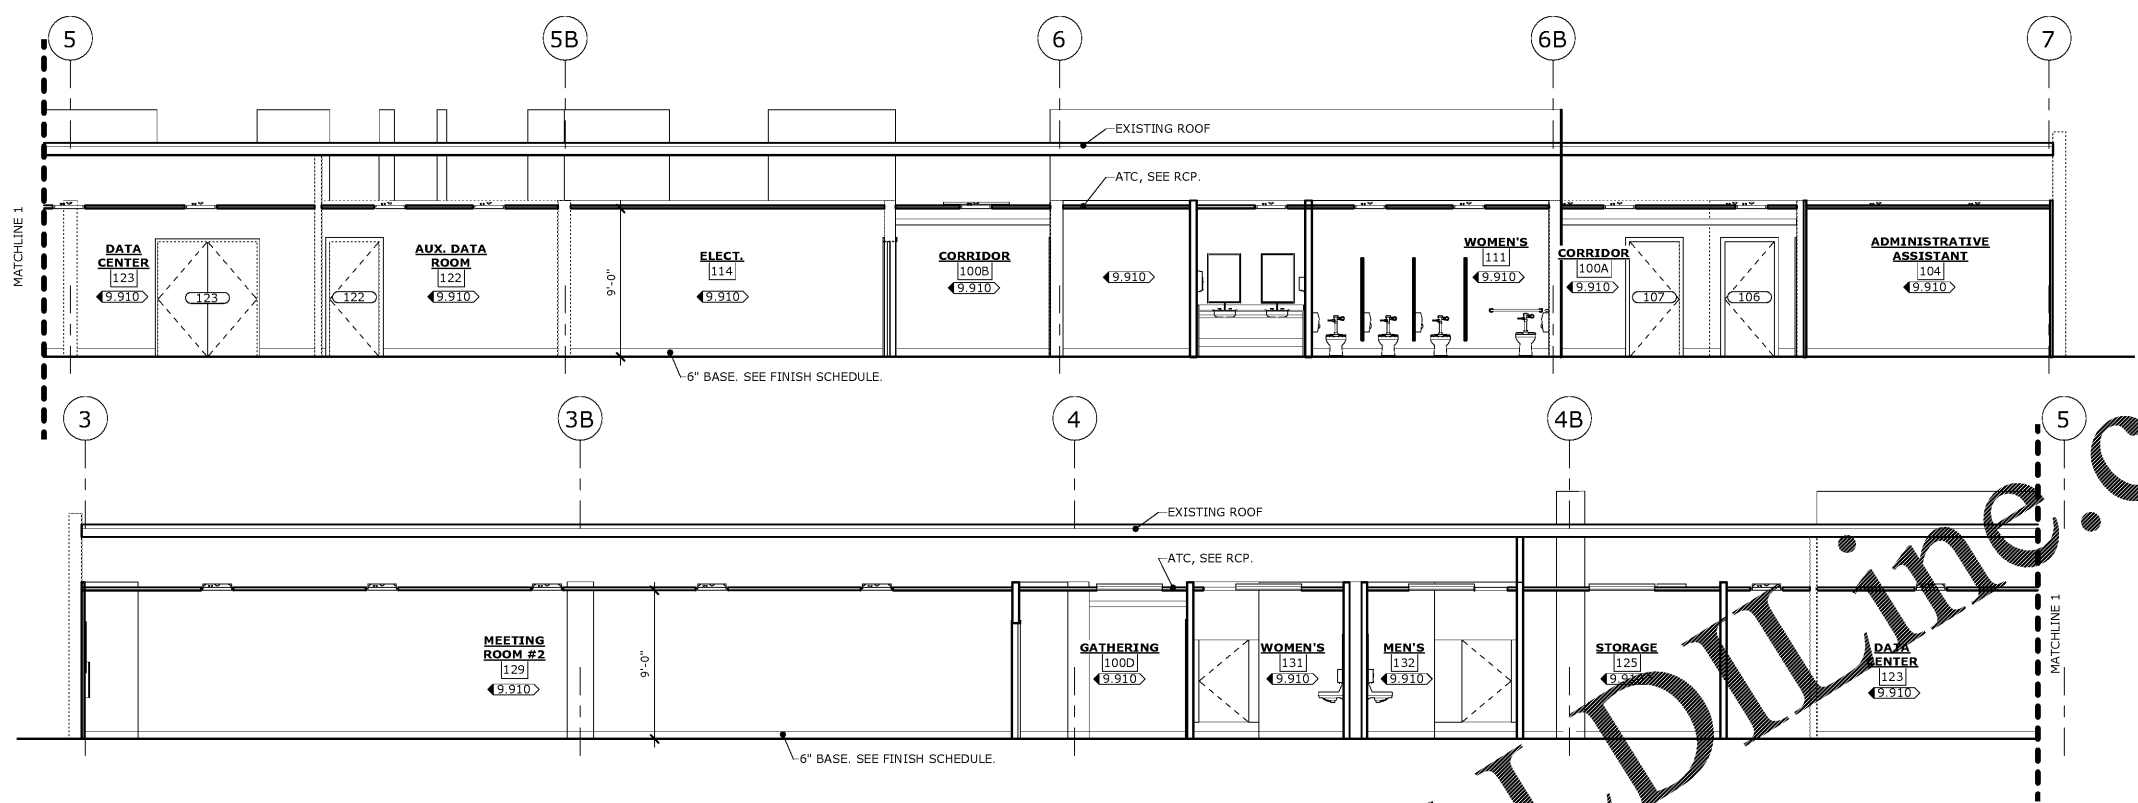 5
5B
6
6B
7
EXISTING ROOF
ATC, SEE RCP.
MATCHLINE 1
DATA
CENTER
123
9.910
123
122
AUX. DATA
ROOM
122
9.910
9'-0"
ELECT.
114
9.910
CORRIDOR
100B
9.910
9.910
WOMEN'S
111
9.910
CORRIDOR
100A
9.910
107
106
ADMINISTRATIVE
ASSISTANT
104
9.910
6" BASE. SEE FINISH SCHEDULE.
3
3B
4
4B
5
EXISTING ROOF
ATC, SEE RCP.
MEETING
ROOM #2
129
9.910
9'-0"
GATHERING
100D
9.910
WOMEN'S
131
9.910
MEN'S
132
9.910
STORAGE
125
9.910
DATA
CENTER
123
9.910
MATCHLINE 1
6" BASE. SEE FINISH SCHEDULE.
LDILine.c